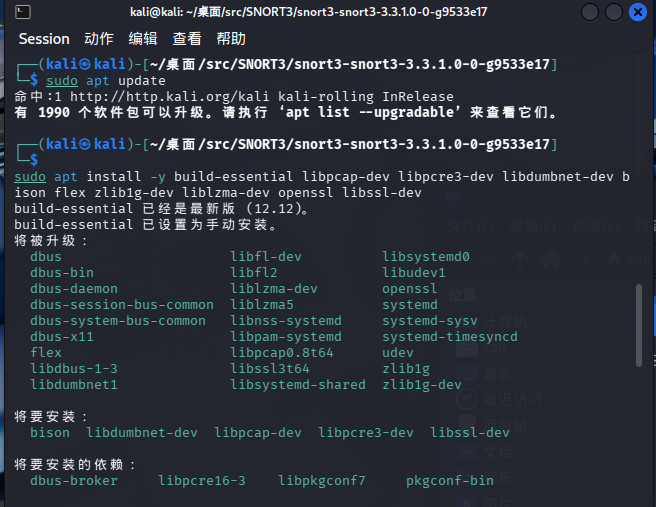 kali@kali: ~/桌面/src/SNORT3/snort3-snort3-3.3.1.0-0-g9533e17
Session 动作 编辑 查看 帮助
┌──(kali㉿kali)-[~/桌面/src/SNORT3/snort3-snort3-3.3.1.0-0-g9533e17]
└─$ sudo apt update
命中:1 http://http.kali.org/kali kali-rolling InRelease
有 1990 个软件包可以升级。请执行 ‘apt list --upgradable’ 来查看它们。
┌──(kali㉿kali)-[~/桌面/src/SNORT3/snort3-snort3-3.3.1.0-0-g9533e17]
└─$
sudo apt install -y build-essential libpcap-dev libpcre3-dev libdumbnet-dev b
ison flex zlib1g-dev liblzma-dev openssl libssl-dev
build-essential 已经是最新版 (12.12)。
build-essential 已设置为手动安装。
将被升级：
dbus libfl-dev libsystemd0
dbus-bin libfl2 libudev1
dbus-daemon liblzma-dev openssl
dbus-session-bus-common liblzma5 systemd
dbus-system-bus-common libnss-systemd systemd-sysv
dbus-x11 libpam-systemd systemd-timesyncd
flex libpcap0.8t64 udev
libdbus-1-3 libssl3t64 zlib1g
libdumbnet1 libsystemd-shared zlib1g-dev
将要安装：
bison libdumbnet-dev libpcap-dev libpcre3-dev libssl-dev
将要安装的依赖：
dbus-broker libpcre16-3 libpkgconf7 pkgconf-bin